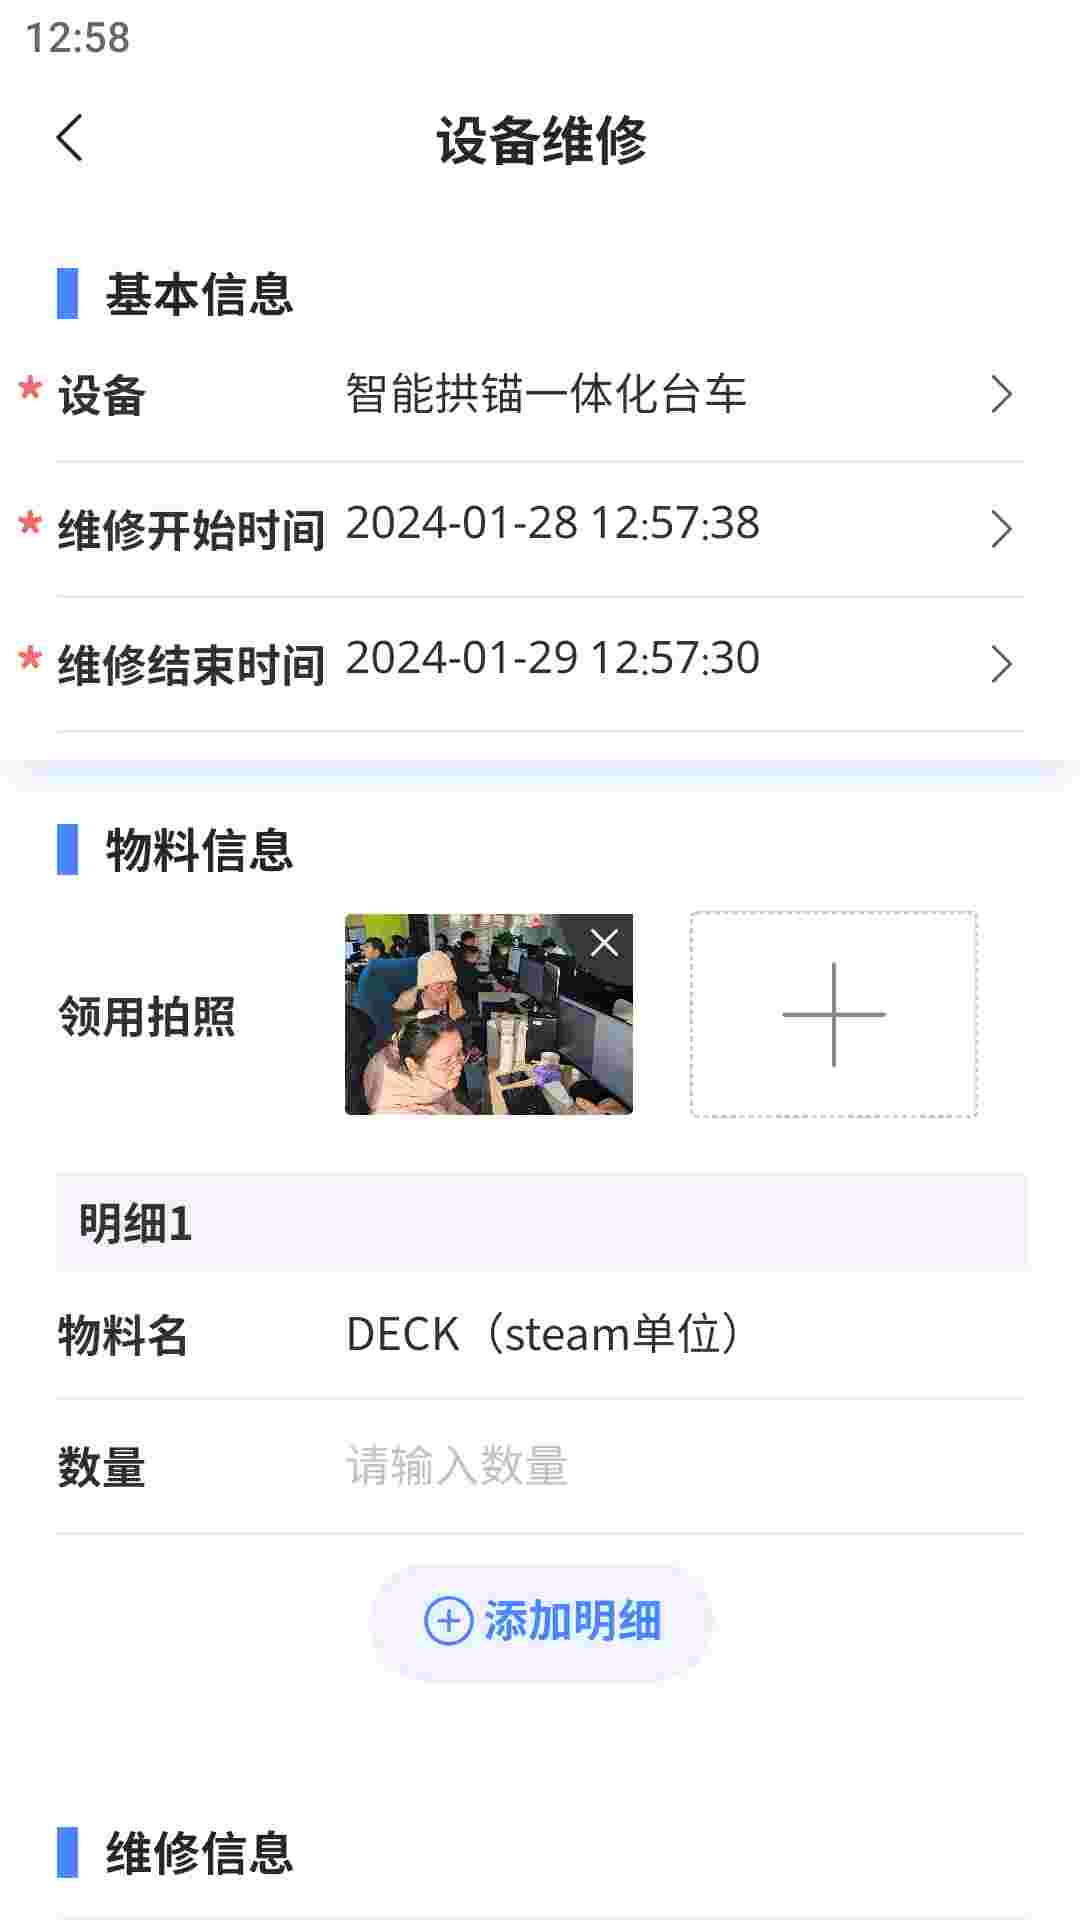 12:58
设备维修
基本信息
* 设备 智能拱锚一体化台车
* 维修开始时间 2024-01-28 12:57:38
* 维修结束时间 2024-01-29 12:57:30
物料信息
领用拍照
明细1
物料名 DECK（steam单位）
数量 请输入数量
添加明细
维修信息